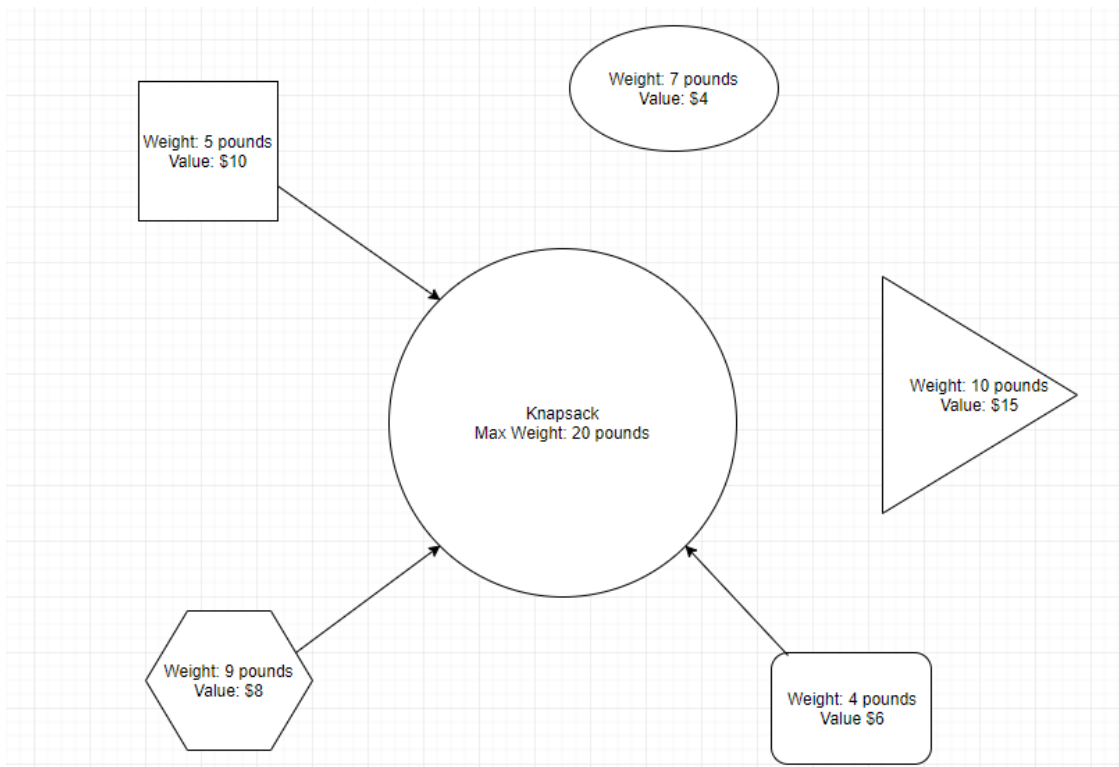 Weight: 7 pounds
Value: $4
Weight: 5 pounds
Value: $10
Weight: 10 pounds
Value: $15
Knapsack
Max Weight: 20 pounds
Weight: 9 pounds
Value: $8
Weight: 4 pounds
Value $6